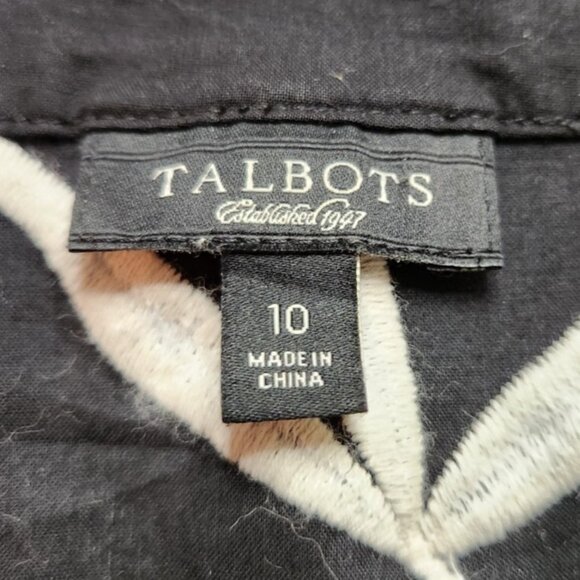 TALBOTS
Established 1947
10
MADE IN
CHINA